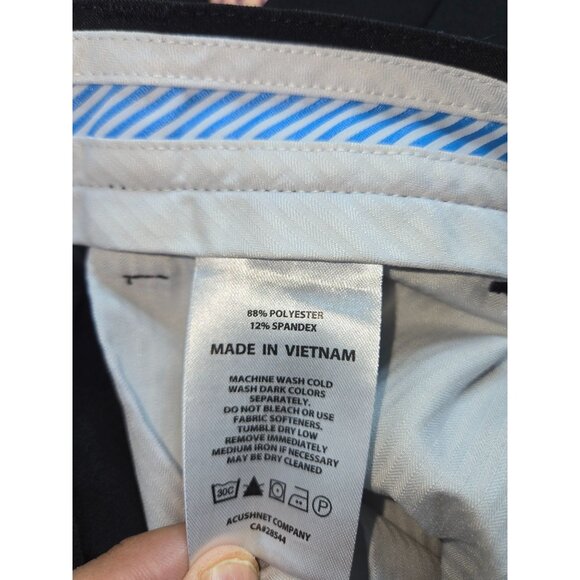 88% POLYESTER
12% SPANDEX
MADE IN VIETNAM
MACHINE WASH COLD
WASH DARK COLORS
SEPARATELY.
DO NOT BLEACH OR USE
FABRIC SOFTENERS.
TUMBLE DRY LOW
REMOVE IMMEDIATELY
MEDIUM IRON IF NECESSARY
MAY BE DRY CLEANED
30C P
ACUSHNET COMPANY
CA#28544